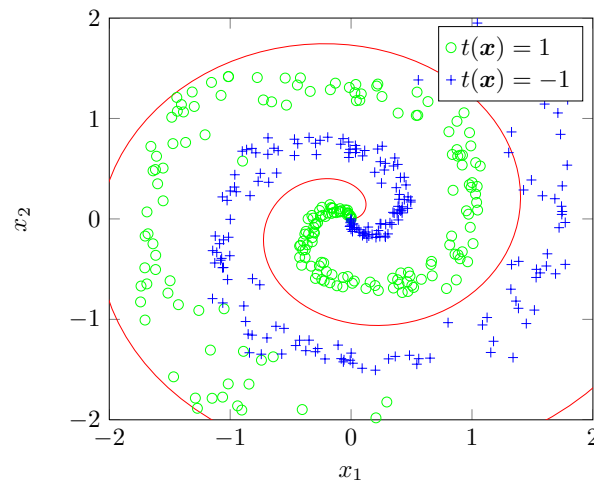 t(x) = 1
t(x) = −1
2
1
0
−1
−2
x₂
−2 −1 0 1 2
x₁